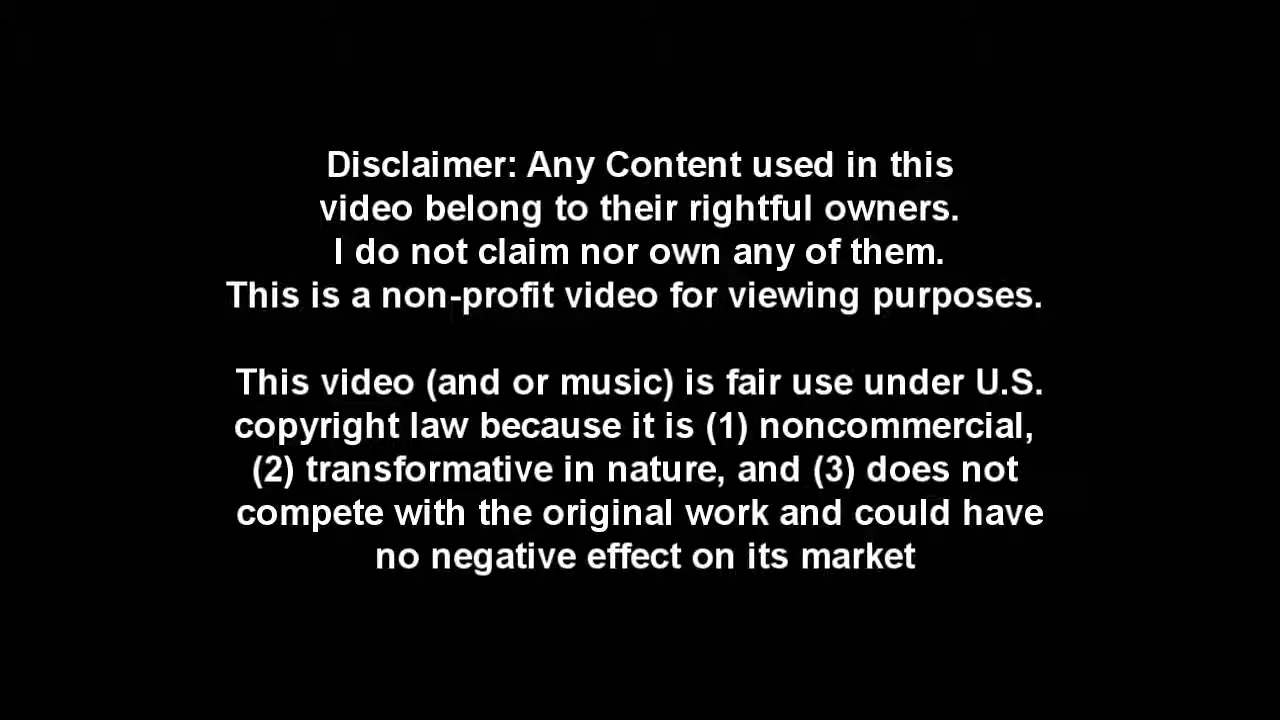 Disclaimer: Any Content used in this
video belong to their rightful owners.
I do not claim nor own any of them.
This is a non-profit video for viewing purposes.
This video (and or music) is fair use under U.S.
copyright law because it is (1) noncommercial,
(2) transformative in nature, and (3) does not
compete with the original work and could have
no negative effect on its market